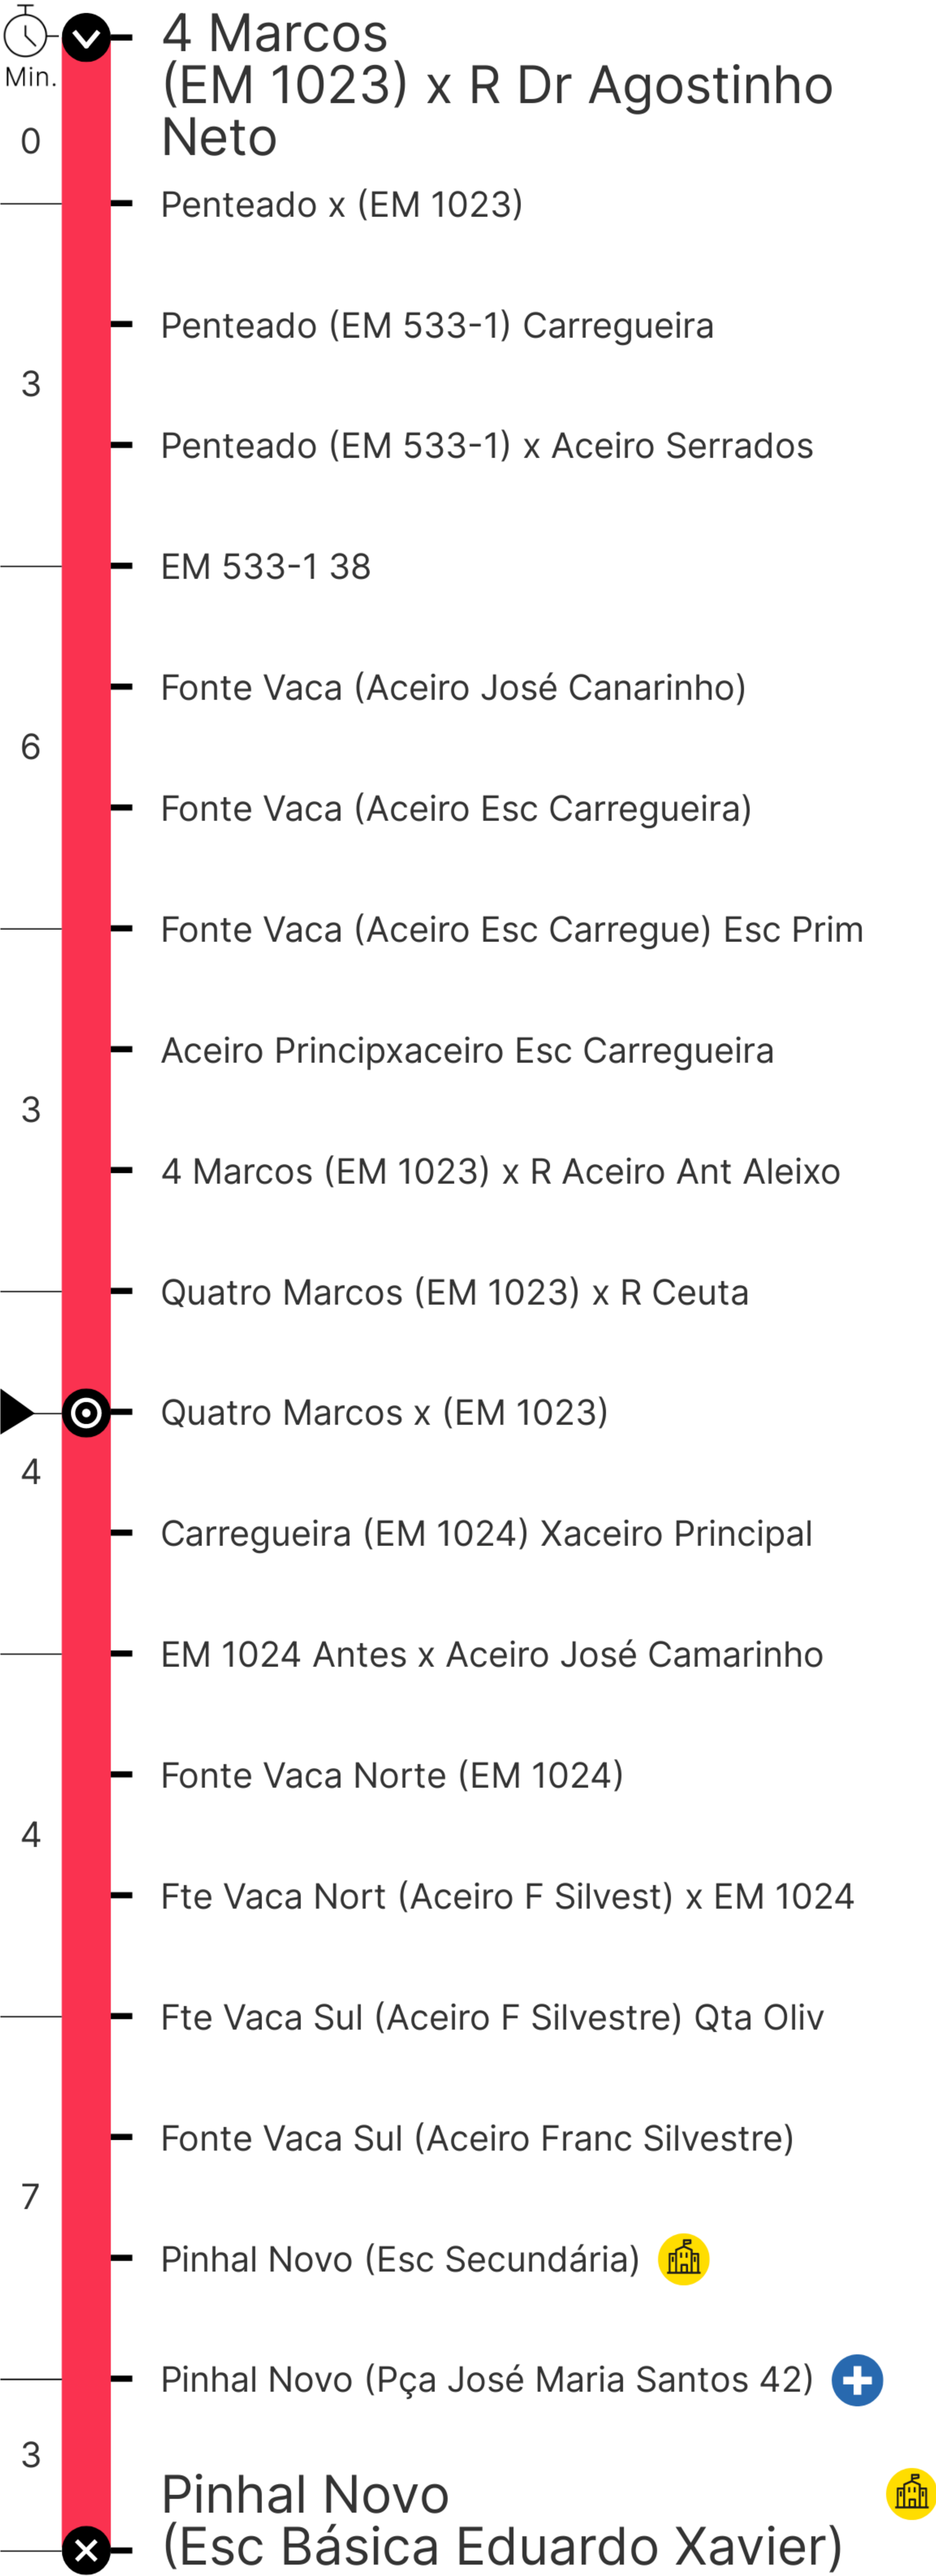 4 Marcos
Min.
(EM 1023) x R Dr Agostinho
0
Neto
Penteado x (EM 1023)
Penteado (EM 533-1) Carregueira
3
Penteado (EM 533-1) x Aceiro Serrados
EM 533-1 38
Fonte Vaca (Aceiro José Canarinho)
6
Fonte Vaca (Aceiro Esc Carregueira)
Fonte Vaca (Aceiro Esc Carregue) Esc Prim
Aceiro Principxaceiro Esc Carregueira
3
4 Marcos (EM 1023) x R Aceiro Ant Aleixo
Quatro Marcos (EM 1023) x R Ceuta
Quatro Marcos x (EM 1023)
4
Carregueira (EM 1024) Xaceiro Principal
EM 1024 Antes x Aceiro José Camarinho
Fonte Vaca Norte (EM 1024)
4
Fte Vaca Nort (Aceiro F Silvest) x EM 1024
Fte Vaca Sul (Aceiro F Silvestre) Qta Oliv
Fonte Vaca Sul (Aceiro Franc Silvestre)
7
Pinhal Novo (Esc Secundária)
Pinhal Novo (Pça José Maria Santos 42)
3
Pinhal Novo
(Esc Básica Eduardo Xavier)